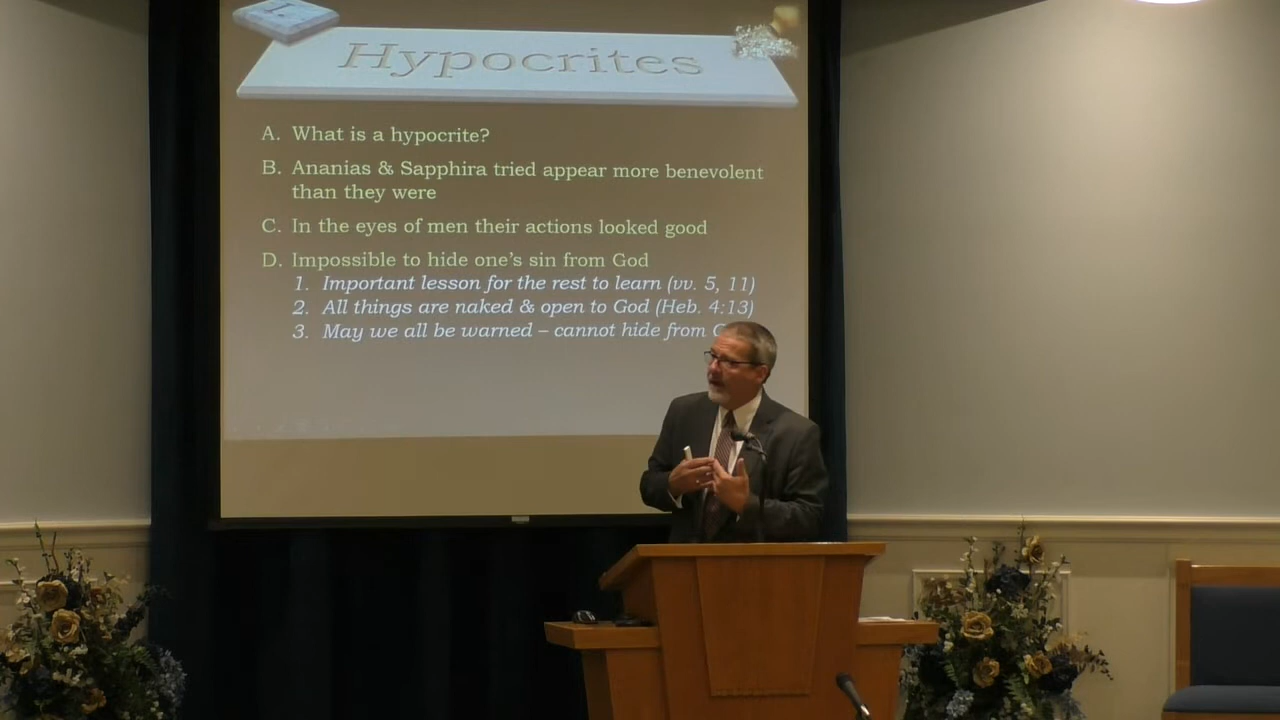 I.
Hypocrites
A. What is a hypocrite?
B. Ananias & Sapphira tried appear more benevolent
than they were
C. In the eyes of men their actions looked good
D. Impossible to hide one's sin from God
1. Important lesson for the rest to learn (vv. 5, 11)
2. All things are naked & open to God (Heb. 4:13)
3. May we all be warned – cannot hide from